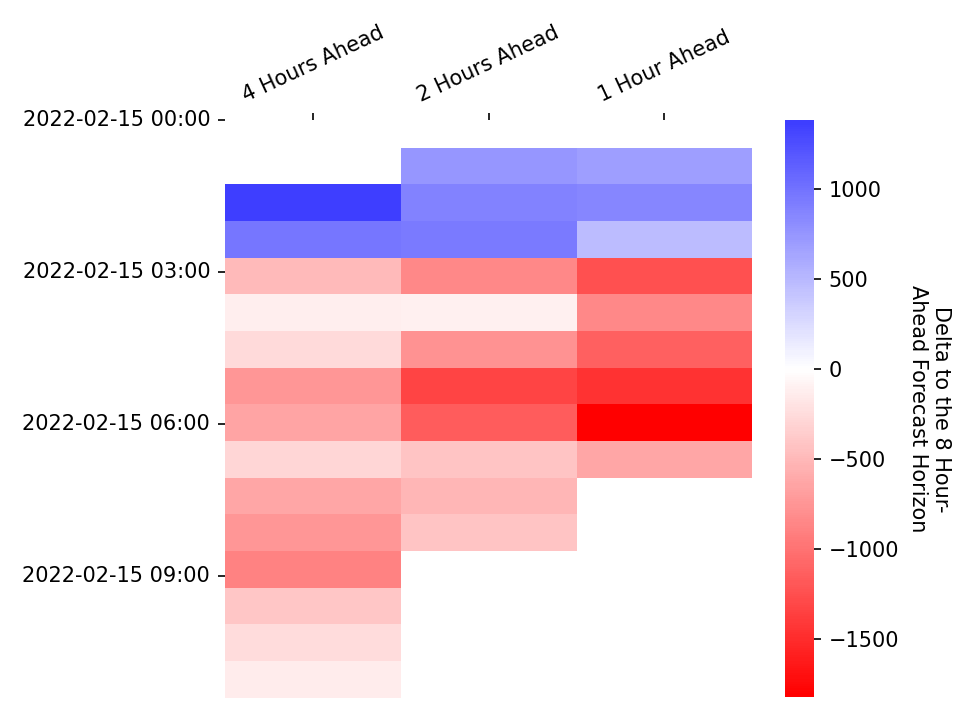 4 Hours Ahead
2 Hours Ahead
1 Hour Ahead
2022-02-15 00:00
2022-02-15 03:00
2022-02-15 06:00
2022-02-15 09:00
1000
500
0
−500
−1000
−1500
Delta to the 8 Hour-
Ahead Forecast Horizon